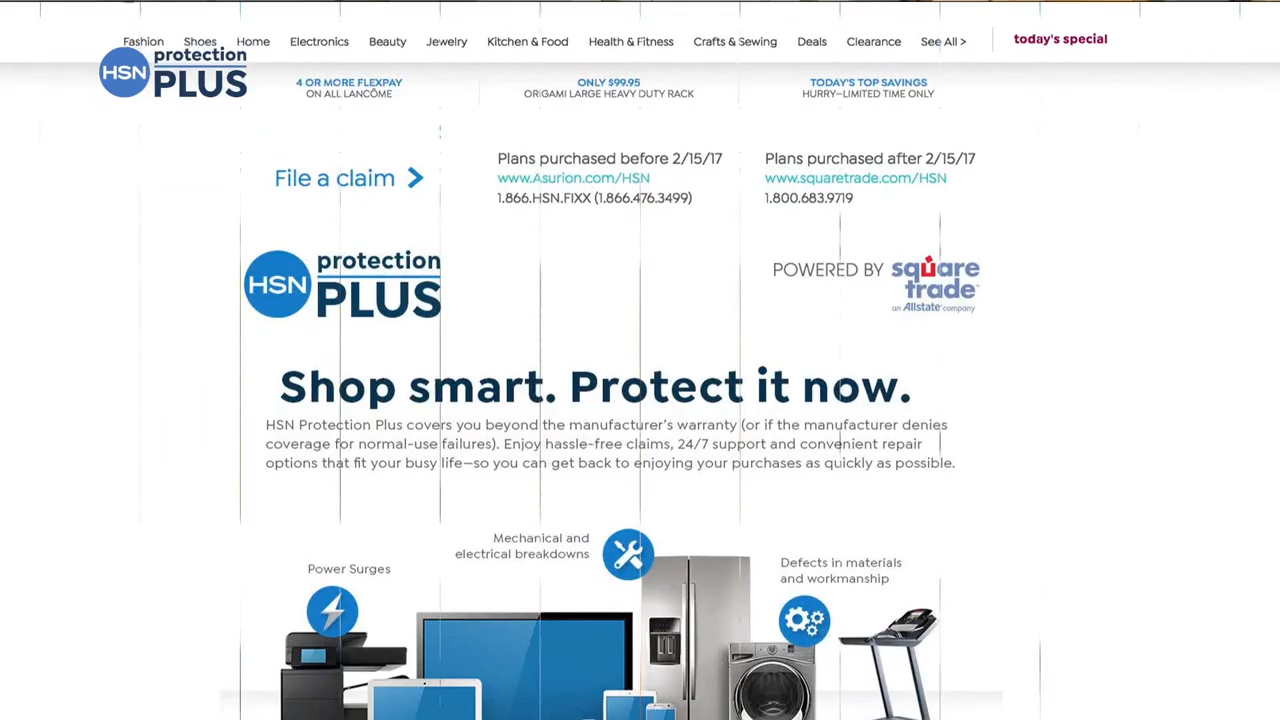 Fashion Shoes Home Electronics Beauty Jewelry Kitchen & Food Health & Fitness Crafts & Sewing Deals Clearance See All > today's special
HSN protection PLUS
4 OR MORE FLEXPAY
ON ALL LANCÔME
ONLY $99.95
ORIGAMI LARGE HEAVY DUTY RACK
TODAY'S TOP SAVINGS
HURRY—LIMITED TIME ONLY
File a claim >
Plans purchased before 2/15/17
www.Asurion.com/HSN
1.866.HSN.FIXX (1.866.476.3499)
Plans purchased after 2/15/17
www.squaretrade.com/HSN
1.800.683.9719
HSN protection PLUS
POWERED BY square trade
an Allstate company
Shop smart. Protect it now.
HSN Protection Plus covers you beyond the manufacturer's warranty (or if the manufacturer denies
coverage for normal-use failures). Enjoy hassle-free claims, 24/7 support and convenient repair
options that fit your busy life—so you can get back to enjoying your purchases as quickly as possible.
Mechanical and
electrical breakdowns
Power Surges
Defects in materials
and workmanship